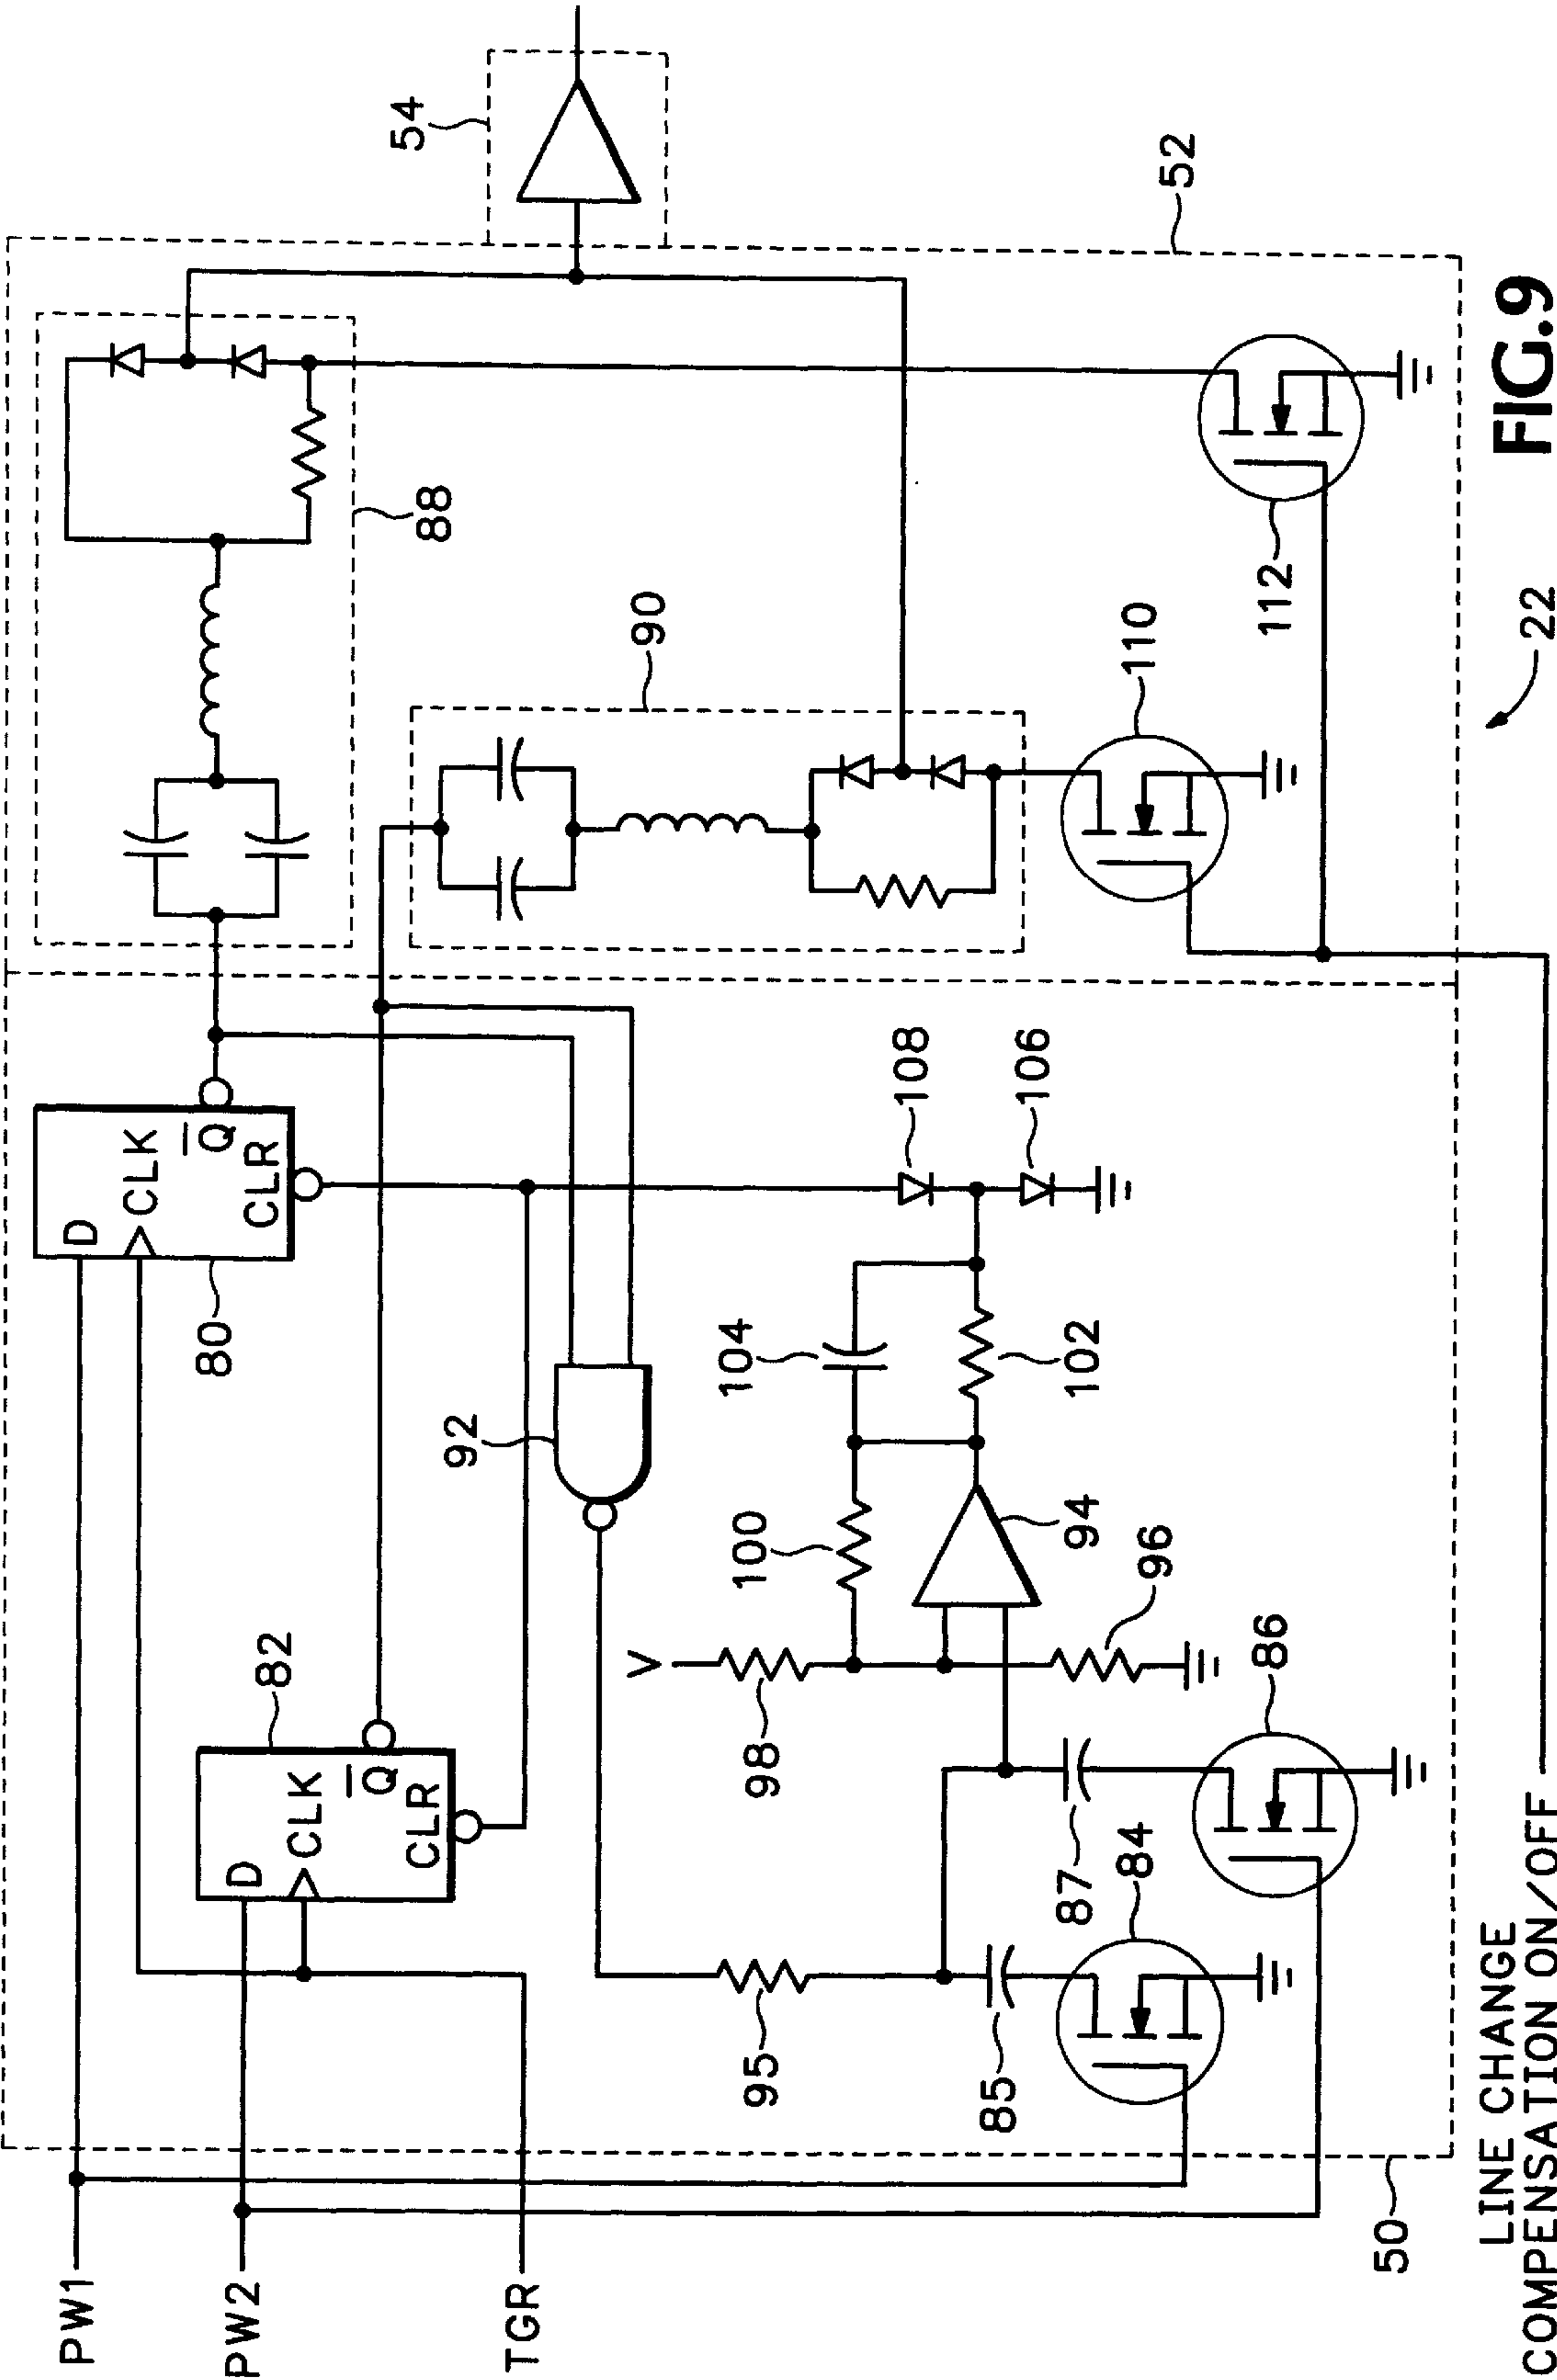 PW1
PW2
TGR
D
CLK
Q
CLR
80
D
CLK
Q
CLR
82
54
52
88
90
92
V
98
100
104
102
94
96
108
106
95
85
87
84
86
110
112
50
22
LINE CHANGE
COMPENSATION ON/OFF
FIG.9